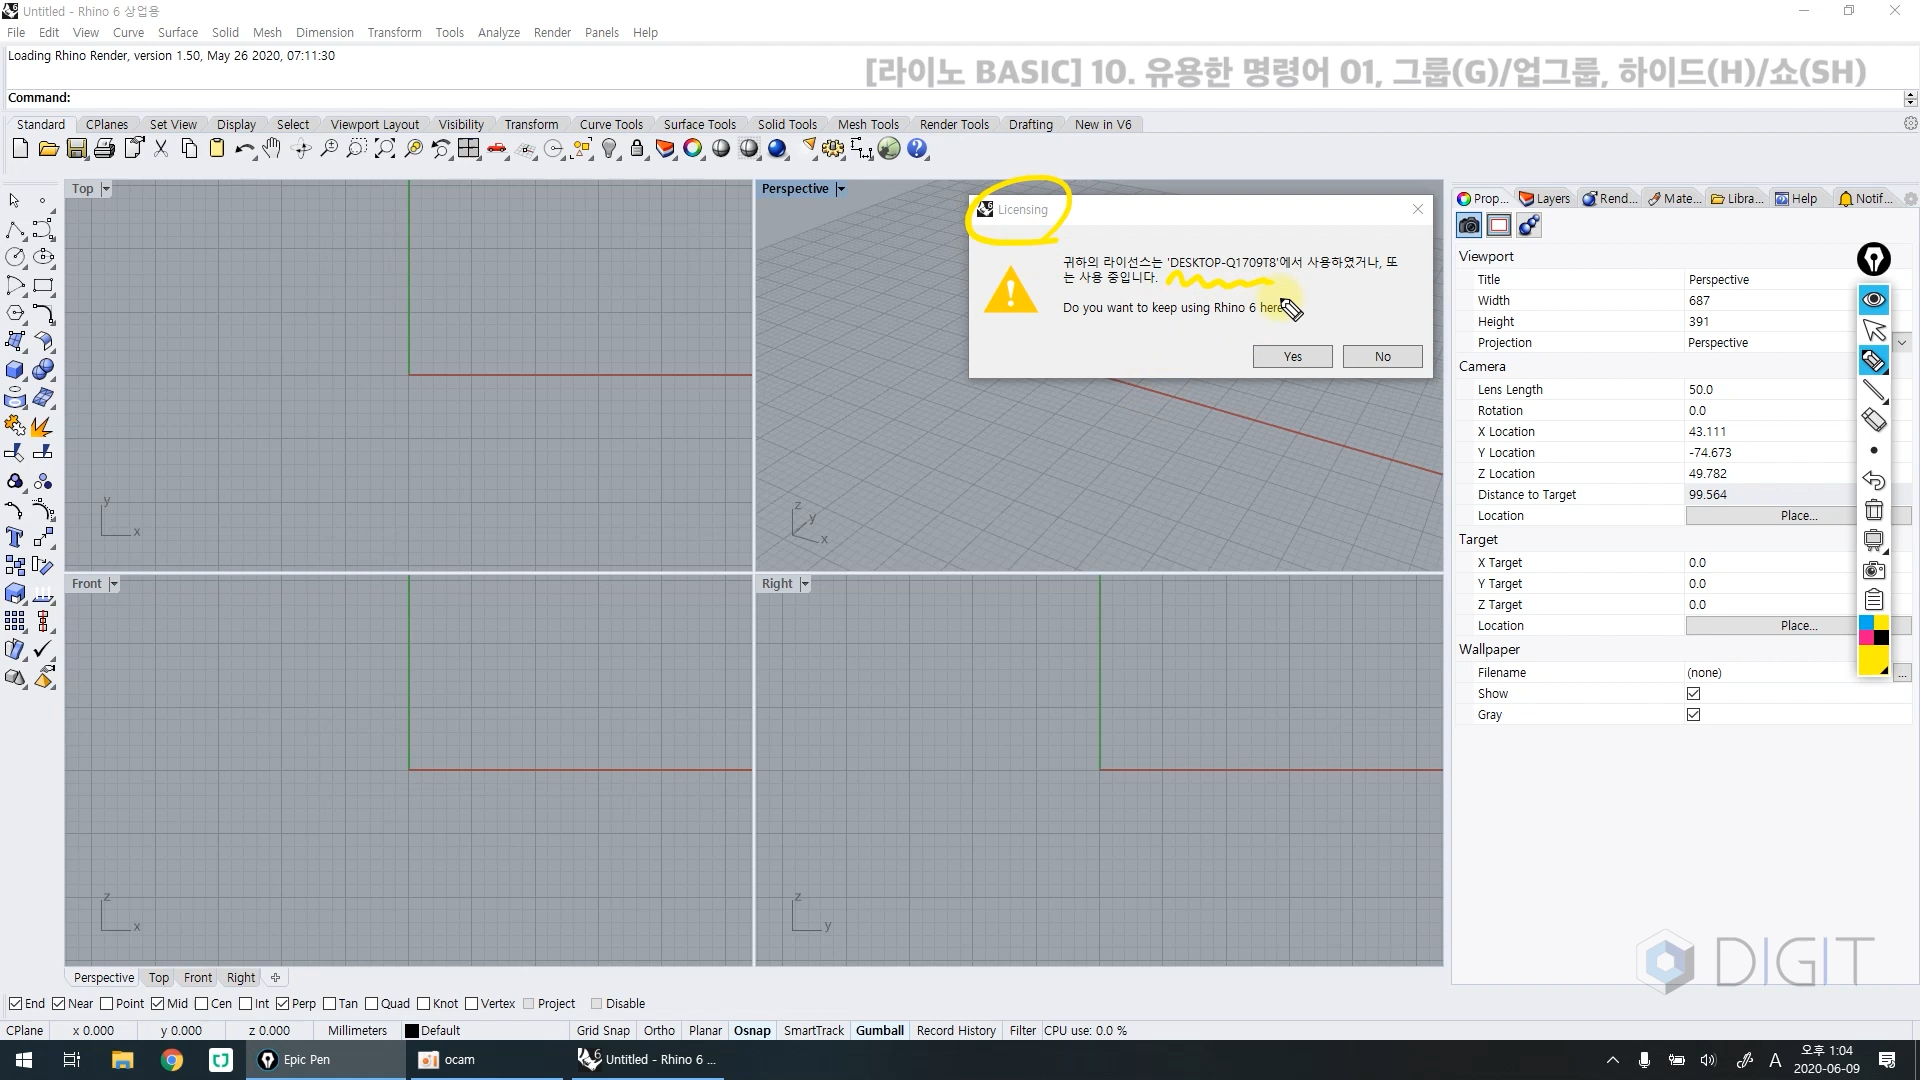 Untitled - Rhino 6 상업용
File Edit View Curve Surface Solid Mesh Dimension Transform Tools Analyze Render Panels Help
Loading Rhino Render, version 1.50, May 26 2020, 07:11:30
[라이노 BASIC] 10. 유용한 명령어 01, 그룹(G)/업그룹, 하이드(H)/쇼(SH)
Command:
Standard CPlanes Set View Display Select Viewport Layout Visibility Transform Curve Tools Surface Tools Solid Tools Mesh Tools Render Tools Drafting New in V6
Top
Perspective
Prop... Layers Rend... Mate... Libra... Help Notif...
Licensing
귀하의 라이선스는 'DESKTOP-Q1709T8'에서 사용하였거나, 또
는 사용 중입니다.
Do you want to keep using Rhino 6 here
Yes No
Viewport
Title Perspective
Width 687
Height 391
Projection Perspective
Camera
Lens Length 50.0
Rotation 0.0
X Location 43.111
Y Location -74.673
Z Location 49.782
Distance to Target 99.564
Location Place...
Target
X Target 0.0
Y Target 0.0
Z Target 0.0
Location Place...
Wallpaper
Filename (none) ...
Show
Gray
y
x
z
y
x
Front
Right
z
x
z
y
DIGIT
Perspective Top Front Right
End Near Point Mid Cen Int Perp Tan Quad Knot Vertex Project Disable
CPlane x 0.000 y 0.000 z 0.000 Millimeters Default Grid Snap Ortho Planar Osnap SmartTrack Gumball Record History Filter CPU use: 0.0 %
Epic Pen ocam Untitled - Rhino 6 ... A 오후 1:04
2020-06-09